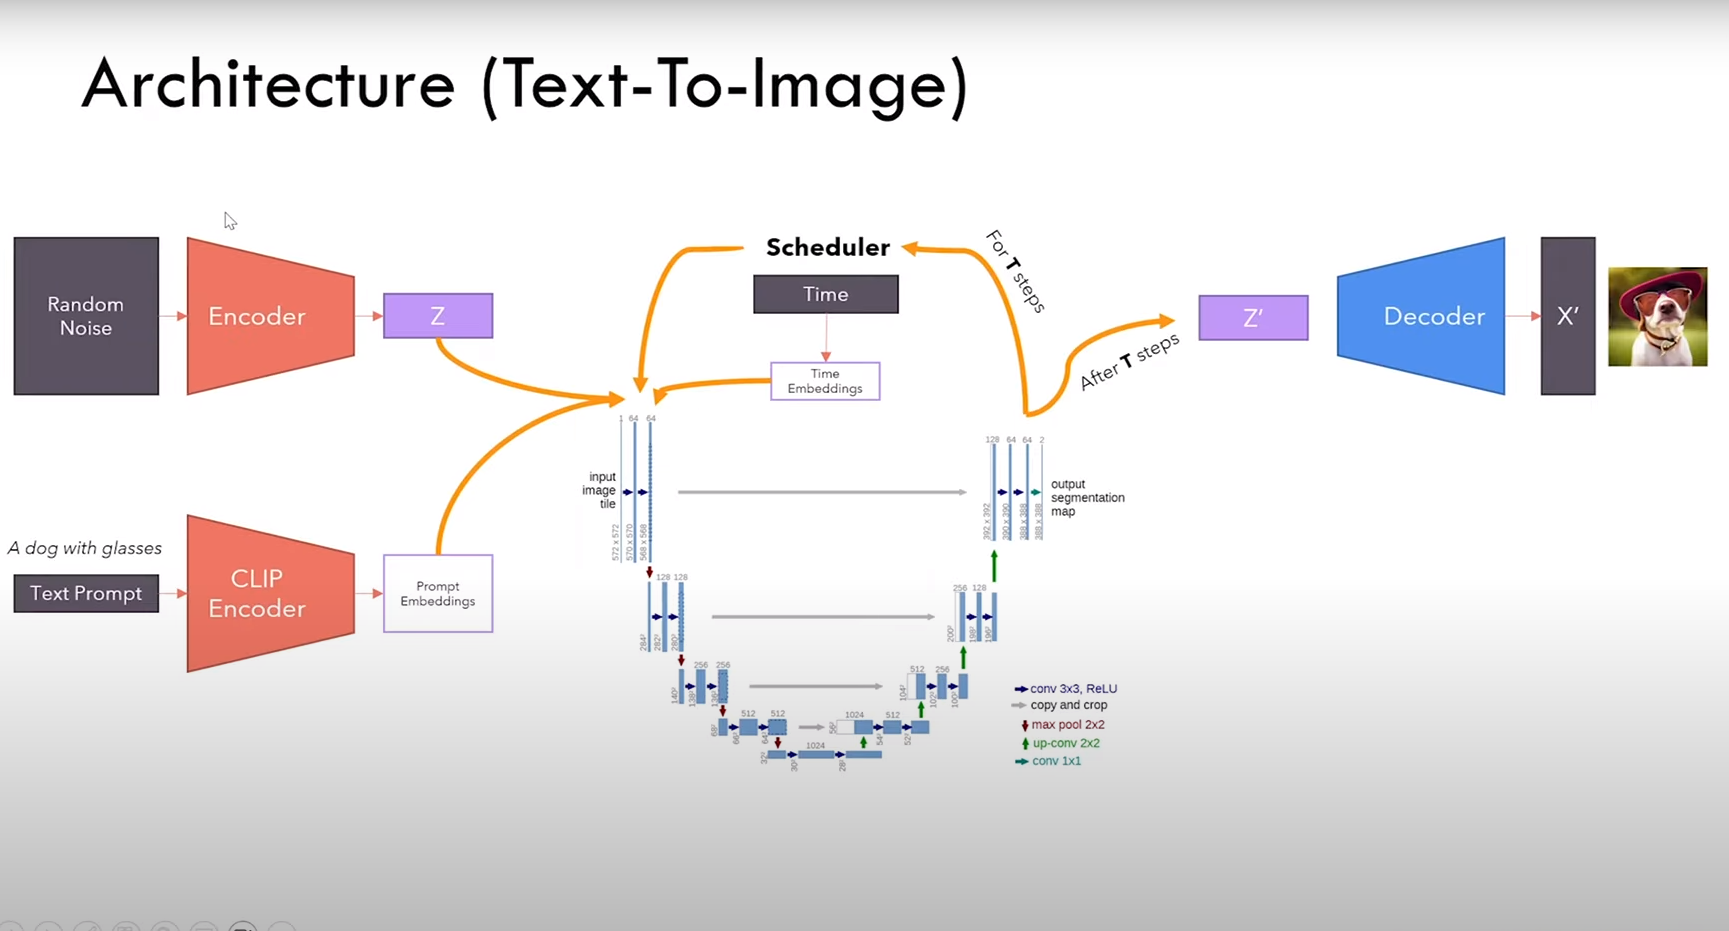 Architecture (Text-To-Image)
Random
Noise
Encoder
Z
Scheduler
Time
Time
Embeddings
For T steps
After T steps
Z’
Decoder
X’
A dog with glasses
Text Prompt
CLIP
Encoder
Prompt
Embeddings
1 64 64
input
image
tile
572 x 572
570 x 570
568 x 568
128 128
284²
282²
280²
256 256
140²
138²
136²
512 512
68²
66²
64²
1024
32²
30²
28²
1024 512
56²
54²
52²
512 256
104²
102²
100²
256 128
200²
198²
196²
128 64 64 2
392 x 392
390 x 390
388 x 388
388 x 388
output
segmentation
map
conv 3x3, ReLU
copy and crop
max pool 2x2
up-conv 2x2
conv 1x1